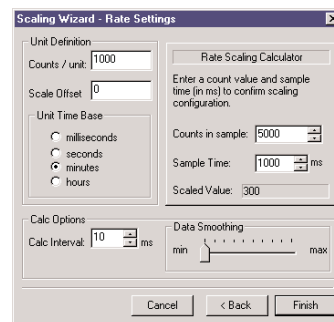 Scaling Wizard - Rate Settings
Unit Definition
Counts / unit: 1000
Scale Offset 0
Unit Time Base
milliseconds
seconds
minutes
hours
Rate Scaling Calculator
Enter a count value and sample
time (in ms) to confirm scaling
configuration.
Counts in sample: 5000
Sample Time: 1000 ms
Scaled Value: 300
Calc Options
Calc Interval: 10 ms
Data Smoothing
min max
Cancel < Back Finish